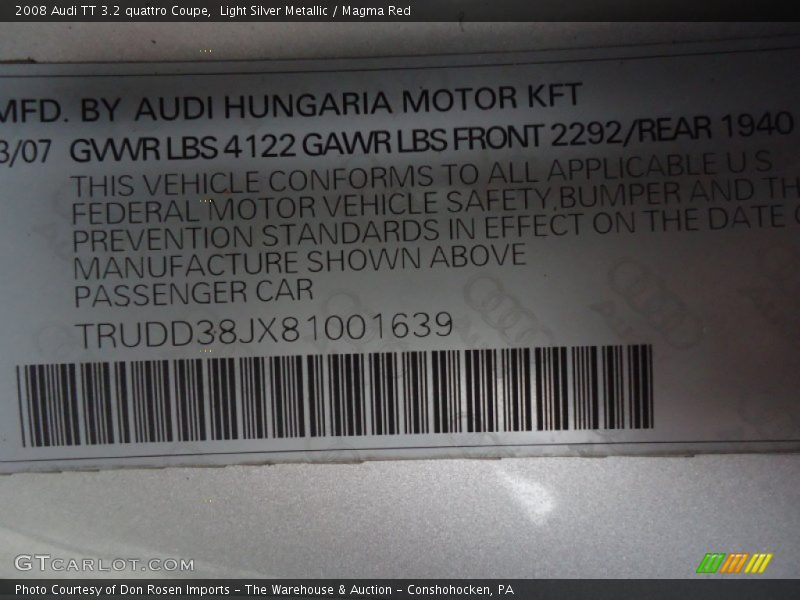 2008 Audi TT 3.2 quattro Coupe,  Light Silver Metallic / Magma Red
MFD. BY AUDI HUNGARIA MOTOR KFT
3/07 GVWR LBS 4122 GAWR LBS FRONT 2292/REAR 1940
THIS VEHICLE CONFORMS TO ALL APPLICABLE U S
FEDERAL MOTOR VEHICLE SAFETY,BUMPER AND TH
PREVENTION STANDARDS IN EFFECT ON THE DATE O
MANUFACTURE SHOWN ABOVE
PASSENGER CAR
TRUDD38JX81001639
GTCARLOT.COM
Photo Courtesy of Don Rosen Imports - The Warehouse & Auction - Conshohocken, PA